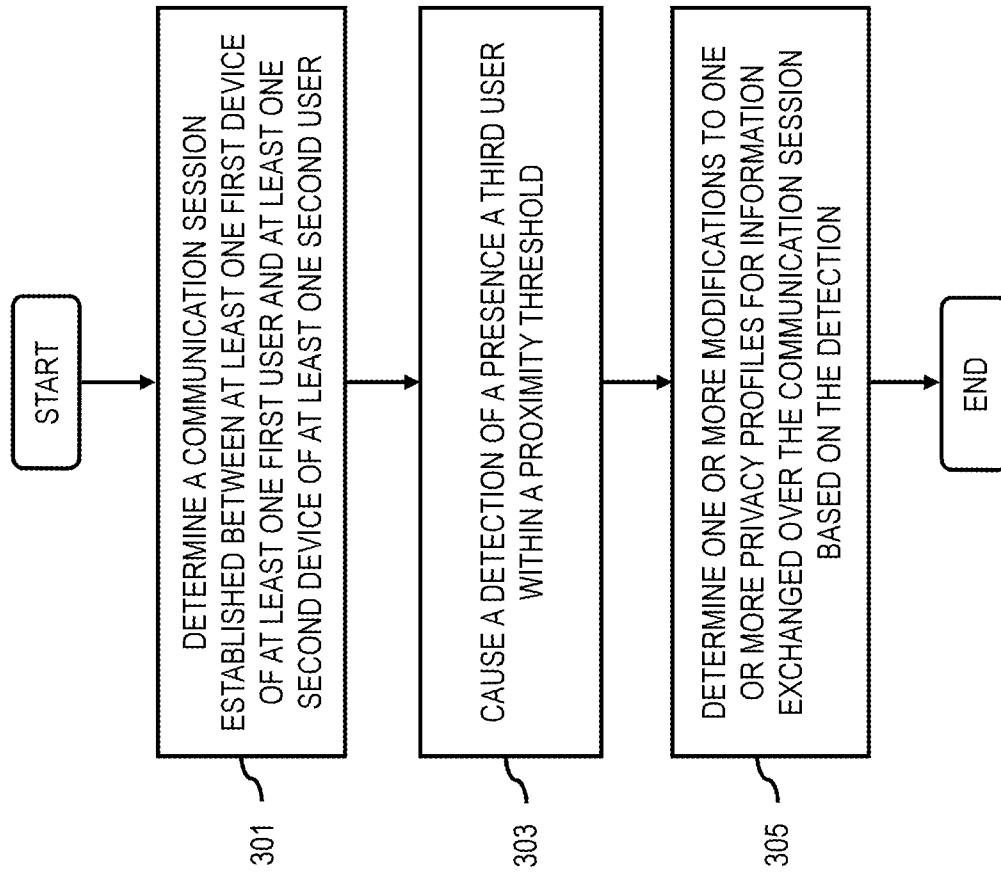 START
301
DETERMINE A COMMUNICATION SESSION
ESTABLISHED BETWEEN AT LEAST ONE FIRST DEVICE
OF AT LEAST ONE FIRST USER AND AT LEAST ONE
SECOND DEVICE OF AT LEAST ONE SECOND USER
303
CAUSE A DETECTION OF A PRESENCE A THIRD USER
WITHIN A PROXIMITY THRESHOLD
305
DETERMINE ONE OR MORE MODIFICATIONS TO ONE
OR MORE PRIVACY PROFILES FOR INFORMATION
EXCHANGED OVER THE COMMUNICATION SESSION
BASED ON THE DETECTION
END